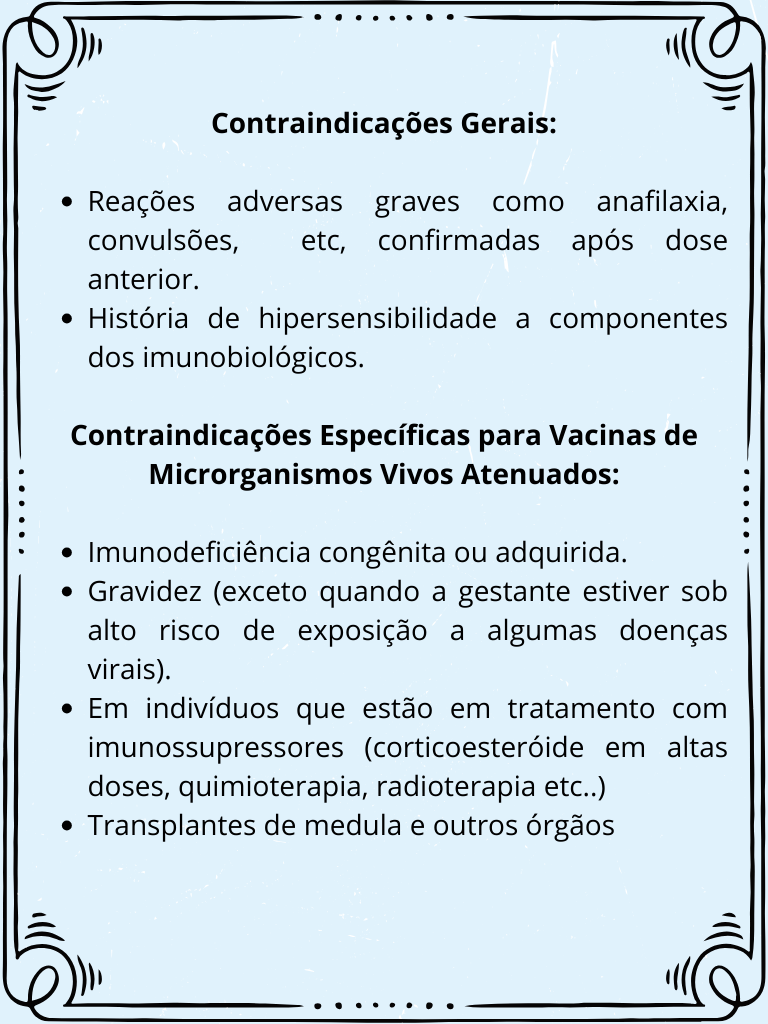 Contraindicações Gerais:
• Reações adversas graves como anafilaxia,
convulsões, etc, confirmadas após dose
anterior.
• História de hipersensibilidade a componentes
dos imunobiológicos.
Contraindicações Específicas para Vacinas de
Microrganismos Vivos Atenuados:
• Imunodeficiência congênita ou adquirida.
• Gravidez (exceto quando a gestante estiver sob
alto risco de exposição a algumas doenças
virais).
• Em indivíduos que estão em tratamento com
imunossupressores (corticoesteróide em altas
doses, quimioterapia, radioterapia etc..)
• Transplantes de medula e outros órgãos